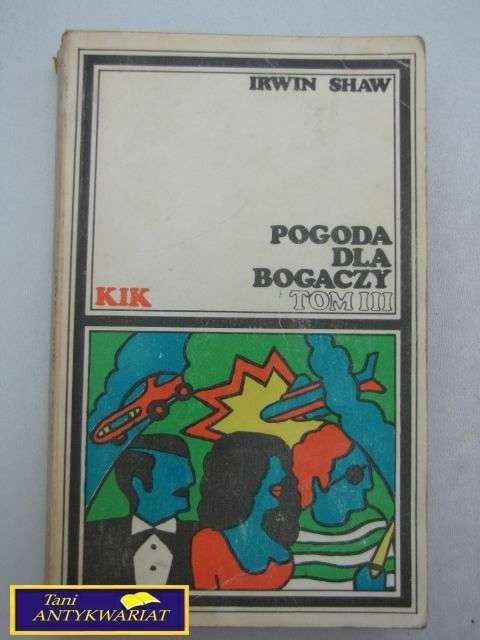 IRWIN SHAW
POGODA
DLA
BOGACZY
KIK
TOM III
Tani
ANTYKWARIAT